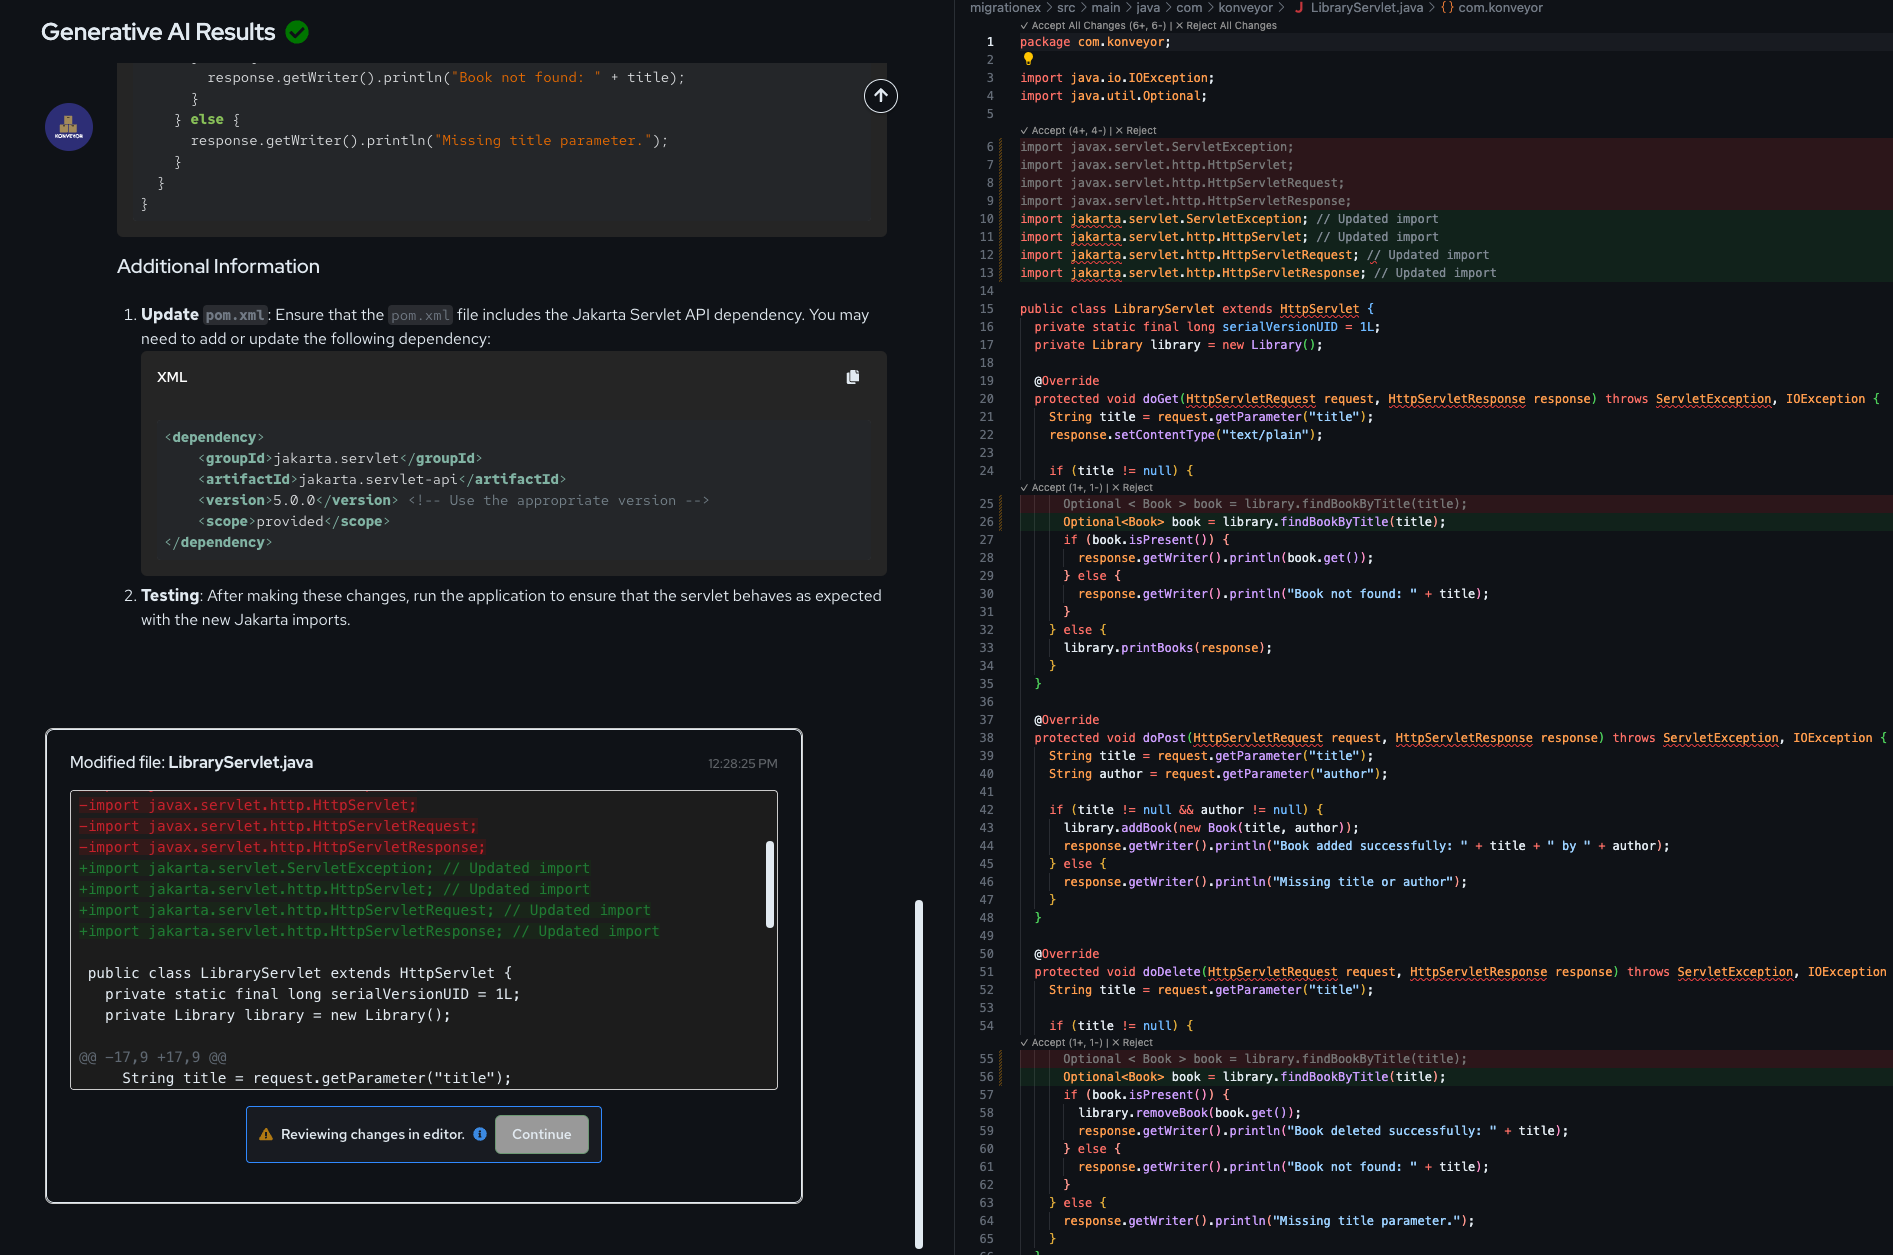 Generative AI Results
response.getWriter().println("Book not found: " + title);
}
} else {
response.getWriter().println("Missing title parameter.");
}
}
}
KONVEYOR
Additional Information
1. Update pom.xml: Ensure that the pom.xml file includes the Jakarta Servlet API dependency. You may
need to add or update the following dependency:
XML
<dependency>
<groupId>jakarta.servlet</groupId>
<artifactId>jakarta.servlet-api</artifactId>
<version>5.0.0</version> <!-- Use the appropriate version -->
<scope>provided</scope>
</dependency>
2. Testing: After making these changes, run the application to ensure that the servlet behaves as expected
with the new Jakarta imports.
Modified file: LibraryServlet.java 12:28:25 PM
-import javax.servlet.http.HttpServlet;
-import javax.servlet.http.HttpServletRequest;
-import javax.servlet.http.HttpServletResponse;
+import jakarta.servlet.ServletException; // Updated import
+import jakarta.servlet.http.HttpServlet; // Updated import
+import jakarta.servlet.http.HttpServletRequest; // Updated import
+import jakarta.servlet.http.HttpServletResponse; // Updated import
public class LibraryServlet extends HttpServlet {
private static final long serialVersionUID = 1L;
private Library library = new Library();
@@ -17,9 +17,9 @@
String title = request.getParameter("title");
Reviewing changes in editor. Continue
migrationex > src > main > java > com > konveyor > J LibraryServlet.java > {} com.konveyor
✓ Accept All Changes (6+, 6-) | ✕ Reject All Changes
1 package com.konveyor;
2
3 import java.io.IOException;
4 import java.util.Optional;
5
✓ Accept (4+, 4-) | ✕ Reject
6 import javax.servlet.ServletException;
7 import javax.servlet.http.HttpServlet;
8 import javax.servlet.http.HttpServletRequest;
9 import javax.servlet.http.HttpServletResponse;
10 import jakarta.servlet.ServletException; // Updated import
11 import jakarta.servlet.http.HttpServlet; // Updated import
12 import jakarta.servlet.http.HttpServletRequest; // Updated import
13 import jakarta.servlet.http.HttpServletResponse; // Updated import
14
15 public class LibraryServlet extends HttpServlet {
16 private static final long serialVersionUID = 1L;
17 private Library library = new Library();
18
19 @Override
20 protected void doGet(HttpServletRequest request, HttpServletResponse response) throws ServletException, IOException {
21 String title = request.getParameter("title");
22 response.setContentType("text/plain");
23
24 if (title != null) {
✓ Accept (1+, 1-) | ✕ Reject
25 Optional < Book > book = library.findBookByTitle(title);
26 Optional<Book> book = library.findBookByTitle(title);
27 if (book.isPresent()) {
28 response.getWriter().println(book.get());
29 } else {
30 response.getWriter().println("Book not found: " + title);
31 }
32 } else {
33 library.printBooks(response);
34 }
35 }
36
37 @Override
38 protected void doPost(HttpServletRequest request, HttpServletResponse response) throws ServletException, IOException {
39 String title = request.getParameter("title");
40 String author = request.getParameter("author");
41
42 if (title != null && author != null) {
43 library.addBook(new Book(title, author));
44 response.getWriter().println("Book added successfully: " + title + " by " + author);
45 } else {
46 response.getWriter().println("Missing title or author");
47 }
48 }
49
50 @Override
51 protected void doDelete(HttpServletRequest request, HttpServletResponse response) throws ServletException, IOException
52 String title = request.getParameter("title");
53
54 if (title != null) {
✓ Accept (1+, 1-) | ✕ Reject
55 Optional < Book > book = library.findBookByTitle(title);
56 Optional<Book> book = library.findBookByTitle(title);
57 if (book.isPresent()) {
58 library.removeBook(book.get());
59 response.getWriter().println("Book deleted successfully: " + title);
60 } else {
61 response.getWriter().println("Book not found: " + title);
62 }
63 } else {
64 response.getWriter().println("Missing title parameter.");
65 }